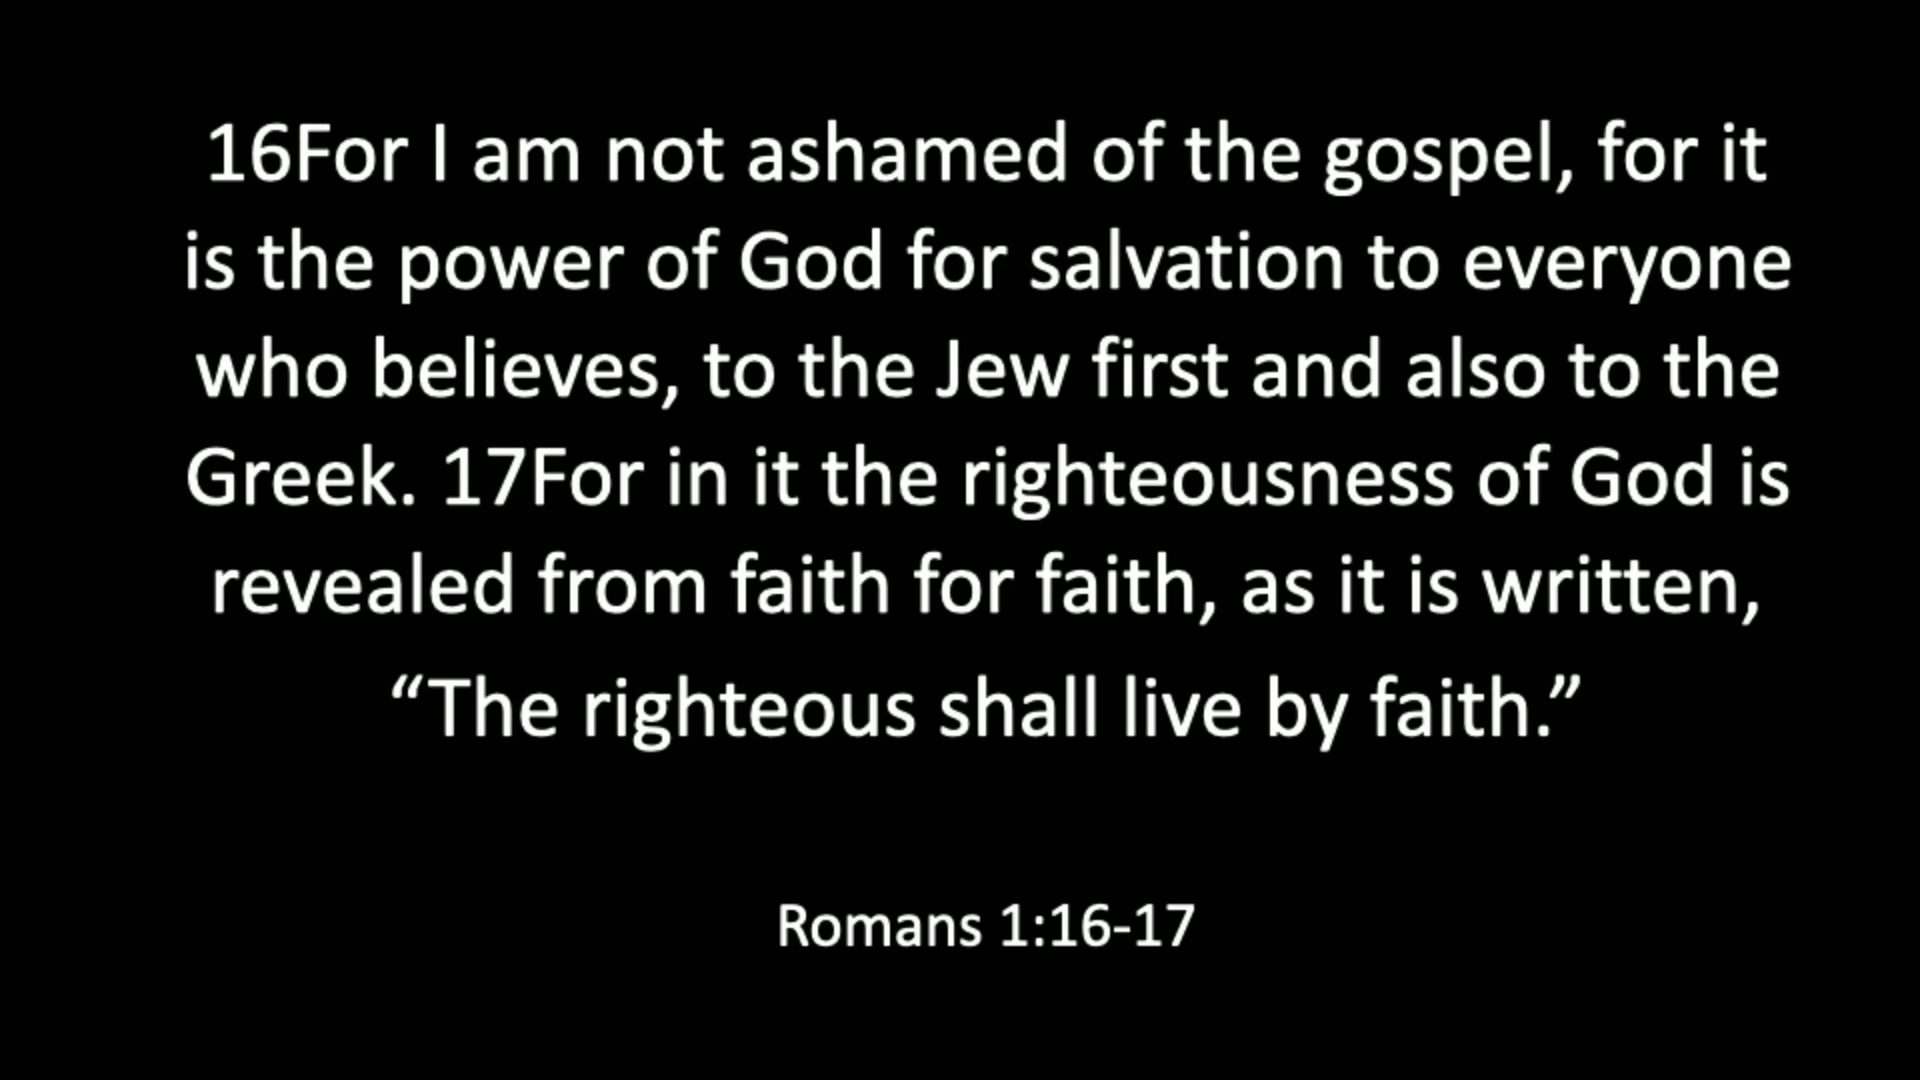 16For I am not ashamed of the gospel, for it
is the power of God for salvation to everyone
who believes, to the Jew first and also to the
Greek. 17For in it the righteousness of God is
revealed from faith for faith, as it is written,
“The righteous shall live by faith.”
Romans 1:16-17